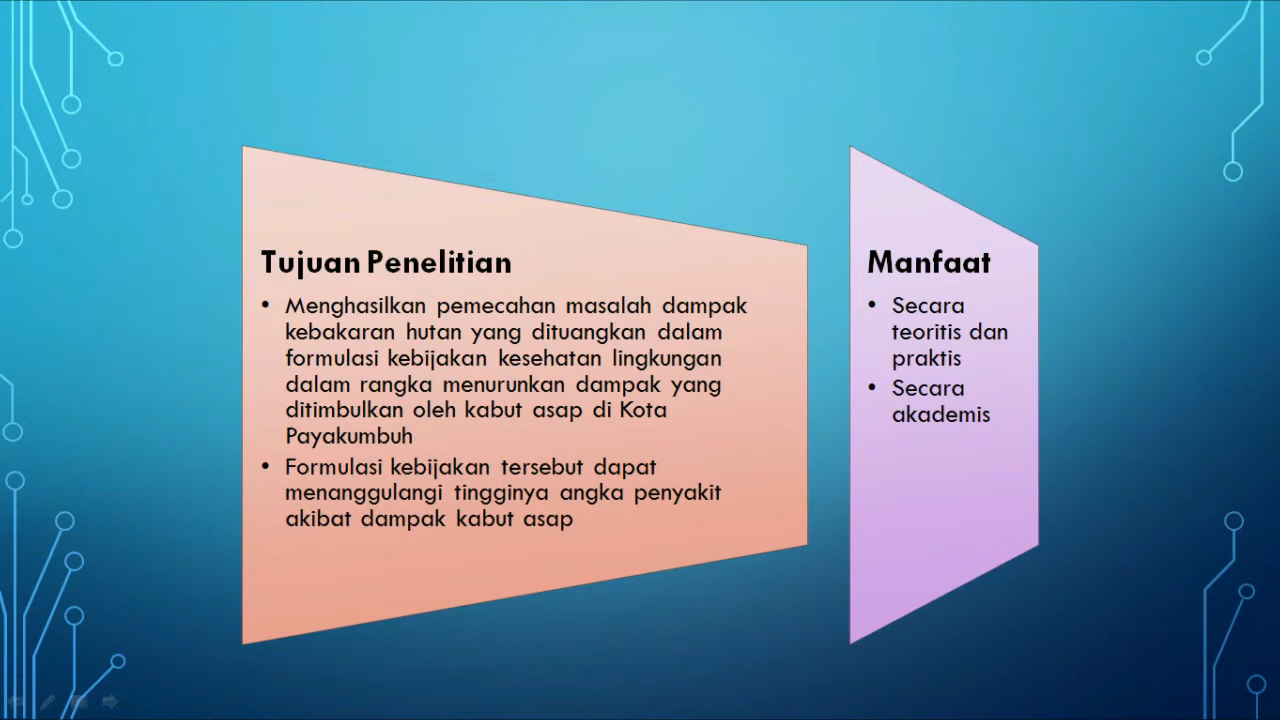 Tujuan Penelitian
• Menghasilkan pemecahan masalah dampak
kebakaran hutan yang dituangkan dalam
formulasi kebijakan kesehatan lingkungan
dalam rangka menurunkan dampak yang
ditimbulkan oleh kabut asap di Kota
Payakumbuh
• Formulasi kebijakan tersebut dapat
menanggulangi tingginya angka penyakit
akibat dampak kabut asap
Manfaat
• Secara
teoritis dan
praktis
• Secara
akademis